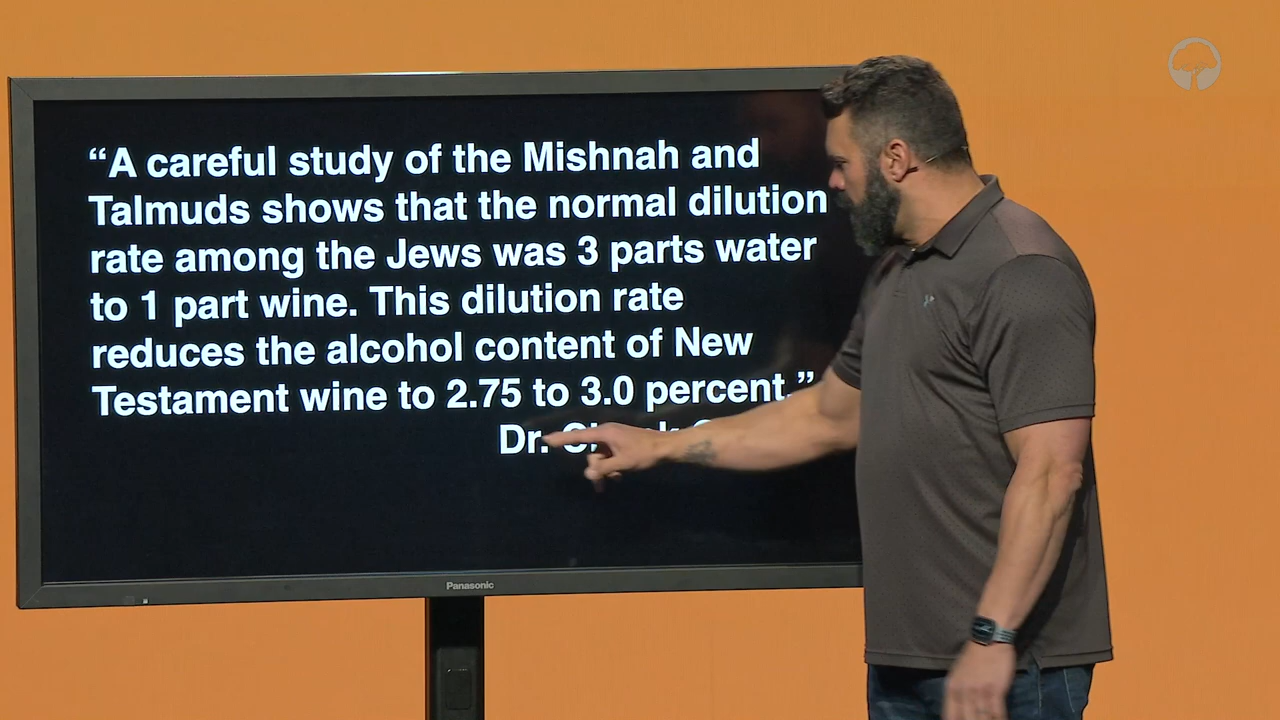 “A careful study of the Mishnah and
Talmuds shows that the normal dilution
rate among the Jews was 3 parts water
to 1 part wine. This dilution rate
reduces the alcohol content of New
Testament wine to 2.75 to 3.0 percent.”
Dr.
Panasonic